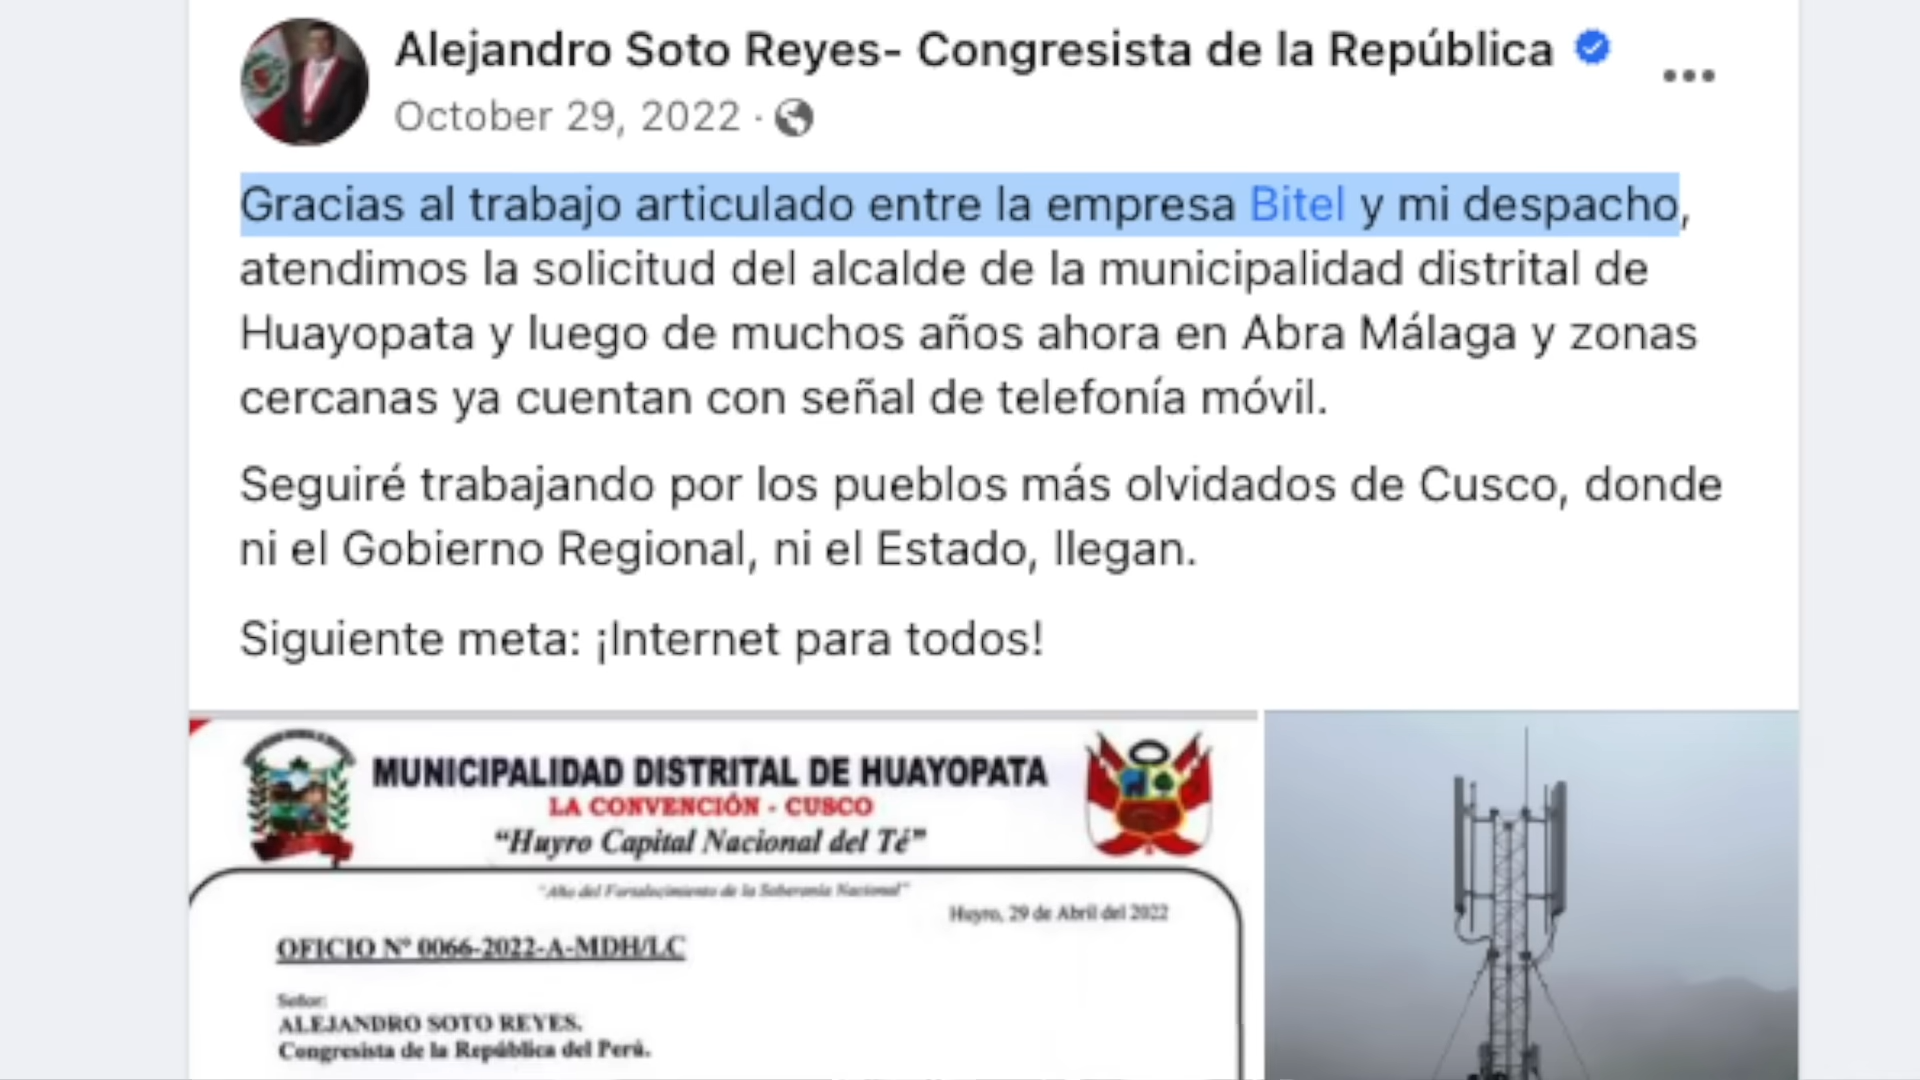 Alejandro Soto Reyes- Congresista de la República
October 29, 2022 ·
Gracias al trabajo articulado entre la empresa Bitel y mi despacho,
atendimos la solicitud del alcalde de la municipalidad distrital de
Huayopata y luego de muchos años ahora en Abra Málaga y zonas
cercanas ya cuentan con señal de telefonía móvil.
Seguiré trabajando por los pueblos más olvidados de Cusco, donde
ni el Gobierno Regional, ni el Estado, llegan.
Siguiente meta: ¡Internet para todos!
MUNICIPALIDAD DISTRITAL DE HUAYOPATA
LA CONVENCIÓN - CUSCO
“Huyro Capital Nacional del Té”
"Año del Fortalecimiento de la Soberanía Nacional"
Huyro, 29 de Abril del 2022
OFICIO Nº 0066-2022-A-MDH/LC
Señor:
ALEJANDRO SOTO REYES.
Congresista de la República del Perú.